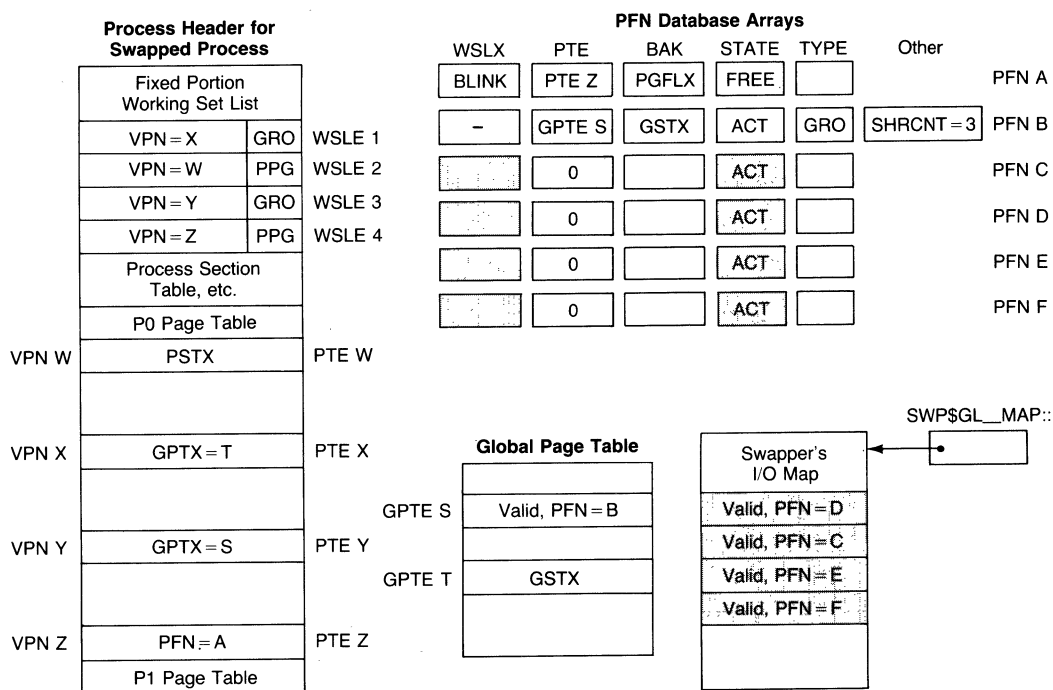 Process Header for
Swapped Process
Fixed Portion
Working Set List
VPN=X GRO WSLE 1
VPN=W PPG WSLE 2
VPN=Y GRO WSLE 3
VPN=Z PPG WSLE 4
Process Section
Table, etc.
P0 Page Table
VPN W PSTX PTE W
VPN X GPTX=T PTE X
VPN Y GPTX=S PTE Y
VPN Z PFN=A PTE Z
P1 Page Table
PFN Database Arrays
WSLX PTE BAK STATE TYPE Other
BLINK PTE Z PGFLX FREE PFN A
– GPTE S GSTX ACT GRO SHRCNT=3 PFN B
0 ACT PFN C
0 ACT PFN D
0 ACT PFN E
0 ACT PFN F
Global Page Table
GPTE S Valid, PFN=B
GPTE T GSTX
SWP$GL__MAP::
Swapper's
I/O Map
Valid, PFN=D
Valid, PFN=C
Valid, PFN=E
Valid, PFN=F